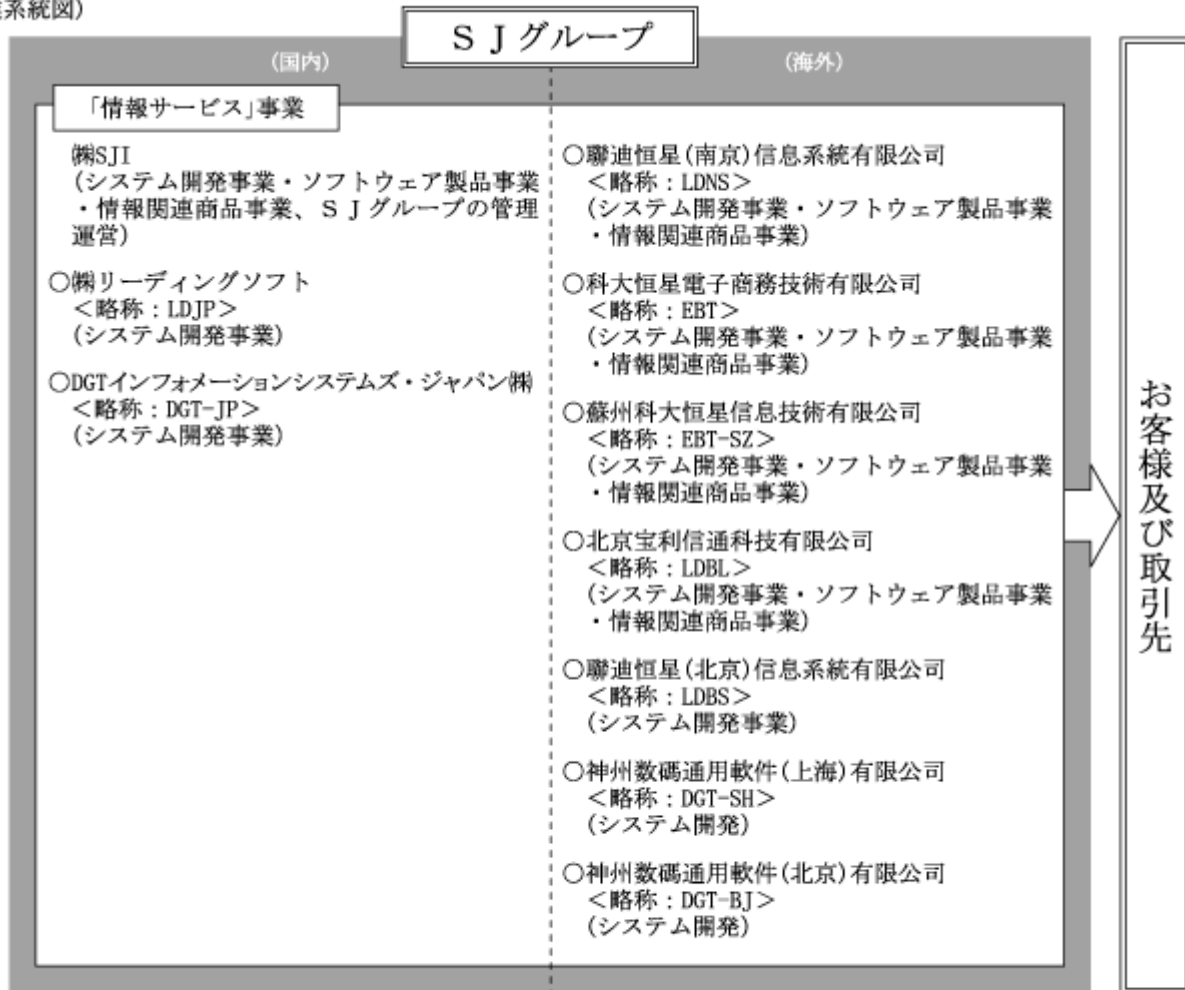 系統図)
ＳＪグループ
(国内)
(海外)
「情報サービス」事業
㈱SJI
(システム開発事業・ソフトウェア製品事業
・情報関連商品事業、ＳＪグループの管理
運営)
○㈱リーディングソフト
＜略称：LDJP＞
(システム開発事業)
○DGTインフォメーションシステムズ・ジャパン㈱
＜略称：DGT-JP＞
(システム開発事業)
○聯迪恒星(南京)信息系統有限公司
＜略称：LDNS＞
(システム開発事業・ソフトウェア製品事業
・情報関連商品事業)
○科大恒星電子商務技術有限公司
＜略称：EBT＞
(システム開発事業・ソフトウェア製品事業
・情報関連商品事業)
○蘇州科大恒星信息技術有限公司
＜略称：EBT-SZ＞
(システム開発事業・ソフトウェア製品事業
・情報関連商品事業)
○北京宝利信通科技有限公司
＜略称：LDBL＞
(システム開発事業・ソフトウェア製品事業
・情報関連商品事業)
○聯迪恒星(北京)信息系統有限公司
＜略称：LDBS＞
(システム開発事業)
○神州数碼通用軟件(上海)有限公司
＜略称：DGT-SH＞
(システム開発)
○神州数碼通用軟件(北京)有限公司
＜略称：DGT-BJ＞
(システム開発)
お客様及び取引先